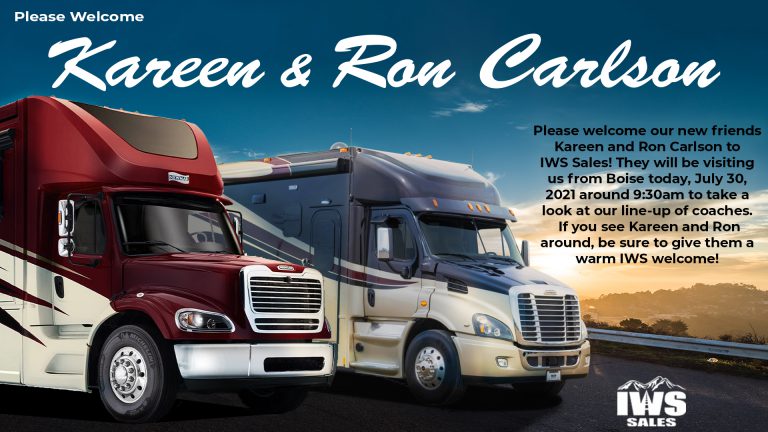 Please Welcome
Kareen & Ron Carlson
Please welcome our new friends
Kareen and Ron Carlson to
IWS Sales! They will be visiting
us from Boise today, July 30,
2021 around 9:30am to take a
look at our line-up of coaches.
If you see Kareen and Ron
around, be sure to give them a
warm IWS welcome!
IWS
SALES